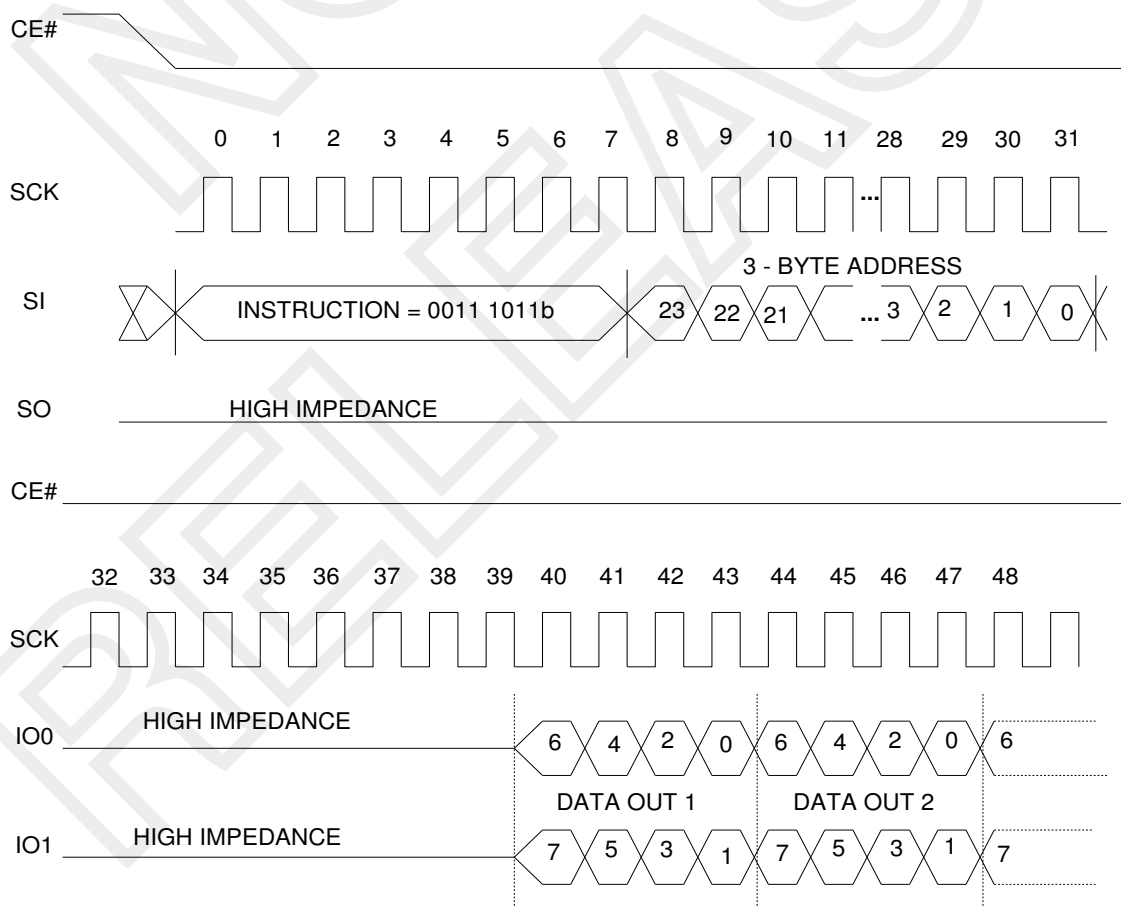 CE#
0 1 2 3 4 5 6 7 8 9 10 11 28 29 30 31
SCK ...
3 - BYTE ADDRESS
SI INSTRUCTION = 0011 1011b 23 22 21 ... 3 2 1 0
SO HIGH IMPEDANCE
CE#
32 33 34 35 36 37 38 39 40 41 42 43 44 45 46 47 48
SCK
IO0 HIGH IMPEDANCE 6 4 2 0 6 4 2 0 6
DATA OUT 1 DATA OUT 2
IO1 HIGH IMPEDANCE 7 5 3 1 7 5 3 1 7